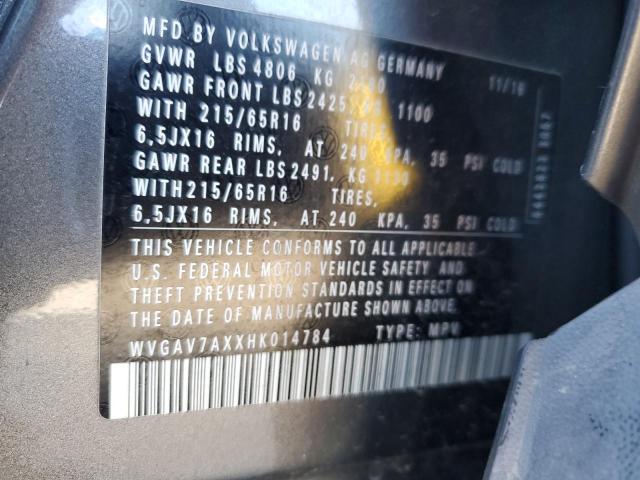 MFD BY VOLKSWAGEN AG GERMANY
GVWR LBS 4806 KG 11/16
GAWR FRONT LBS 2425 1100
WITH 215/65R16 TIRES,
6,5JX16 RIMS, AT 240 KPA, 35 PSI COLD
GAWR REAR LBS 2491, KG
WITH 215/65R16 TIRES,
6,5JX16 RIMS, AT 240 KPA, 35 PSI COLD
THIS VEHICLE CONFORMS TO ALL APPLICABLE
U.S. FEDERAL MOTOR VEHICLE SAFETY AND
THEFT PREVENTION STANDARDS IN EFFECT ON
THE DATE OF MANUFACTURE SHOWN ABOVE.
WVGAV7AXXHK014784 TYPE: MPV